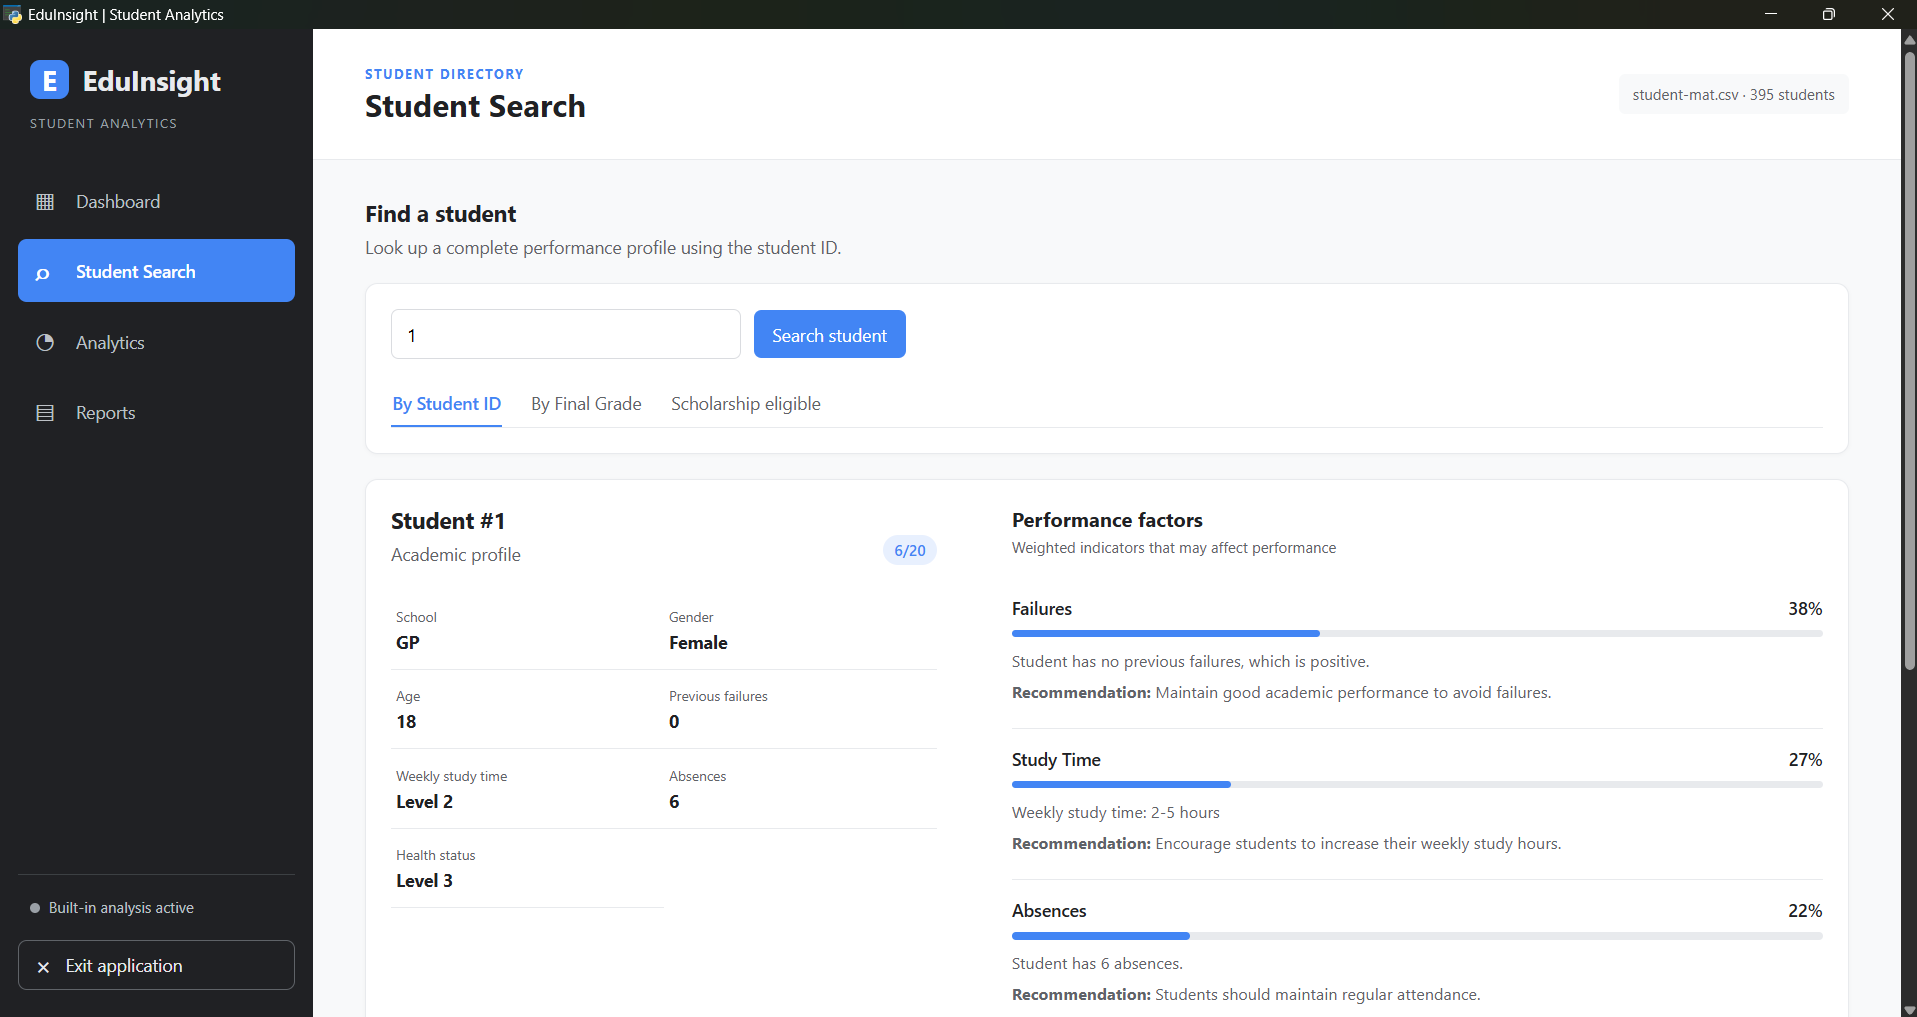 EduInsight | Student Analytics
E EduInsight
STUDENT ANALYTICS
Dashboard
Student Search
Analytics
Reports
Built-in analysis active
Exit application
STUDENT DIRECTORY
Student Search
student-mat.csv · 395 students
Find a student
Look up a complete performance profile using the student ID.
1
Search student
By Student ID By Final Grade Scholarship eligible
Student #1
Academic profile
6/20
School Gender
GP Female
Age Previous failures
18 0
Weekly study time Absences
Level 2 6
Health status
Level 3
Performance factors
Weighted indicators that may affect performance
Failures 38%
Student has no previous failures, which is positive.
Recommendation: Maintain good academic performance to avoid failures.
Study Time 27%
Weekly study time: 2-5 hours
Recommendation: Encourage students to increase their weekly study hours.
Absences 22%
Student has 6 absences.
Recommendation: Students should maintain regular attendance.